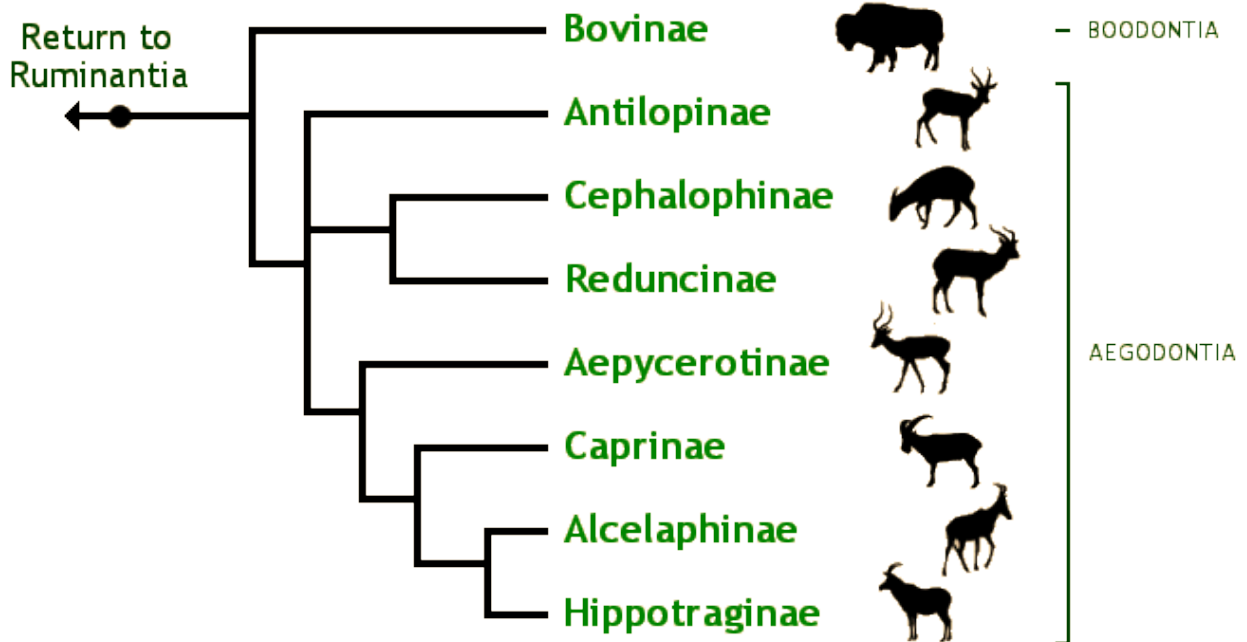 Return to
Ruminantia
Bovinae
BOODONTIA
Antilopinae
Cephalophinae
Reduncinae
Aepycerotinae
AEGODONTIA
Caprinae
Alcelaphinae
Hippotraginae